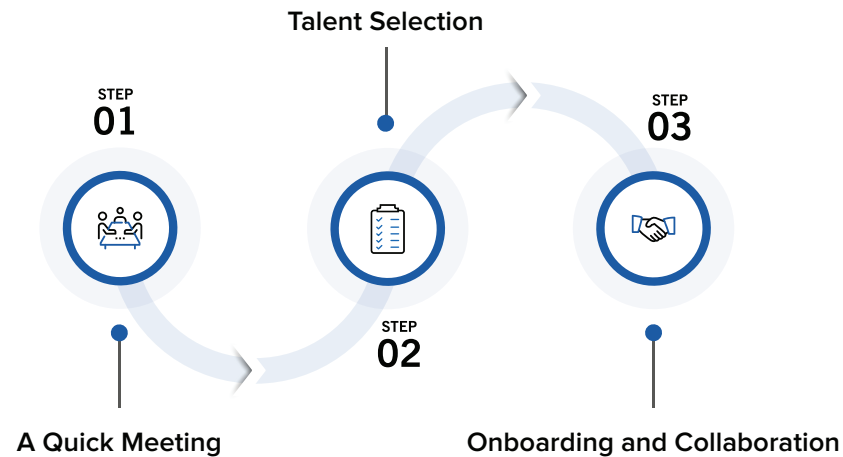 STEP
01
A Quick Meeting
Talent Selection
STEP
02
STEP
03
Onboarding and Collaboration